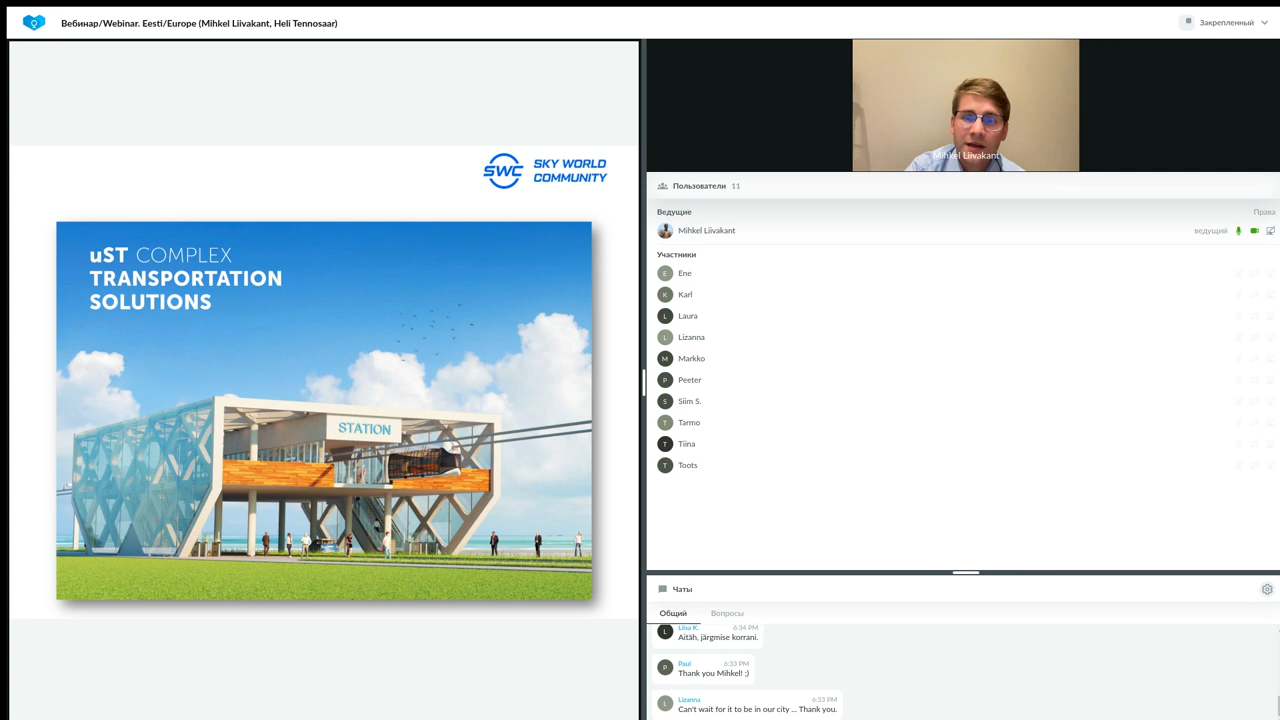 Вебинар/Webinar. Eesti/Europe (Mihkel Liivakant, Heli Tennosaar)
Закрепленный
SWC SKY WORLD
COMMUNITY
uST COMPLEX
TRANSPORTATION
SOLUTIONS
STATION
Mihkel Liivakant
Пользователи 11
Ведущие Права
Mihkel Liivakant ведущий
Участники
E Ene
K Karl
L Laura
L Lizanna
M Markko
P Peeter
S Siim S.
T Tarmo
T Tiina
T Toots
Чаты
Общий Вопросы
L Liisa K. 6:34 PM
Aitäh, järgmise korrani.
P Paul 6:33 PM
Thank you Mihkel! ;)
L Lizanna 6:33 PM
Can't wait for it to be in our city ... Thank you.